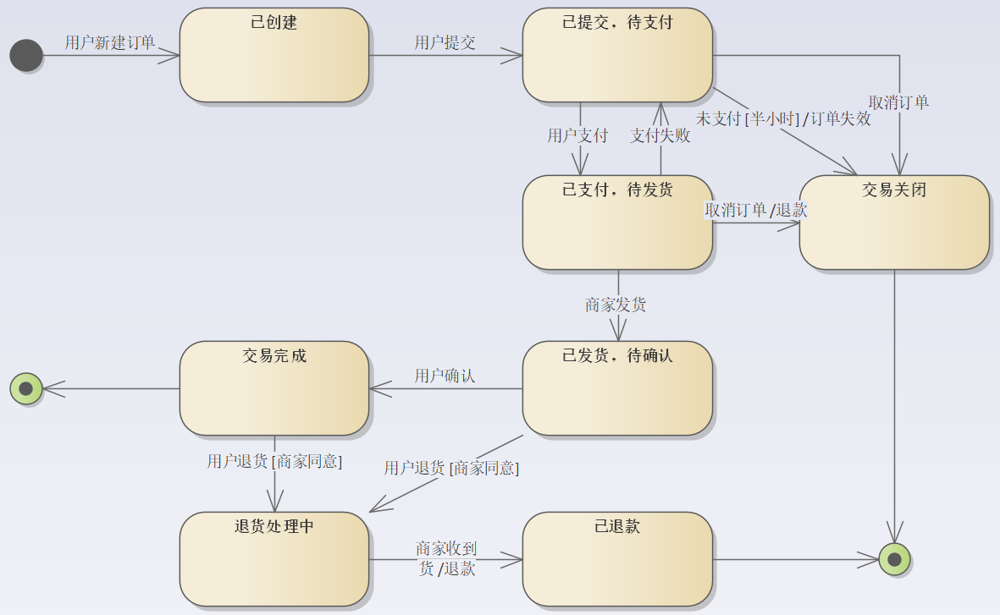 已创建
已提交，待支付
用户新建订单
用户提交
取消订单
未支付[半小时]/订单失效
用户支付
支付失败
已支付，待发货
交易关闭
取消订单/退款
商家发货
交易完成
已发货，待确认
用户确认
用户退货[商家同意]
用户退货[商家同意]
退货处理中
已退款
商家收到
货/退款